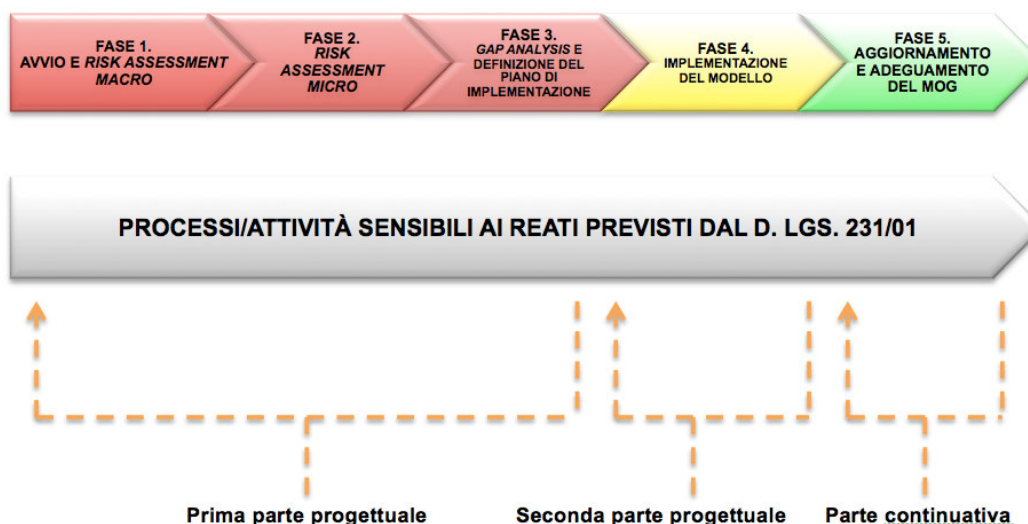 FASE 1.
AVVIO E RISK ASSESSMENT
MACRO
FASE 2.
RISK
ASSESSMENT
MICRO
FASE 3.
GAP ANALYSIS E
DEFINIZIONE DEL
PIANO DI
IMPLEMENTAZIONE
FASE 4.
IMPLEMENTAZIONE
DEL MODELLO
FASE 5.
AGGIORNAMENTO
E ADEGUAMENTO
DEL MOG
PROCESSI/ATTIVITÀ SENSIBILI AI REATI PREVISTI DAL D. LGS. 231/01
Prima parte progettuale
Seconda parte progettuale
Parte continuativa